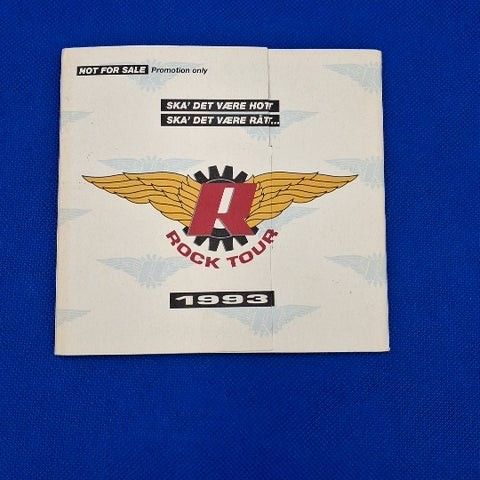 NOT FOR SALE Promotion only
SKA' DET VÆRE HOT
SKA' DET VÆRE RÅT...
R
ROCK TOUR
1993